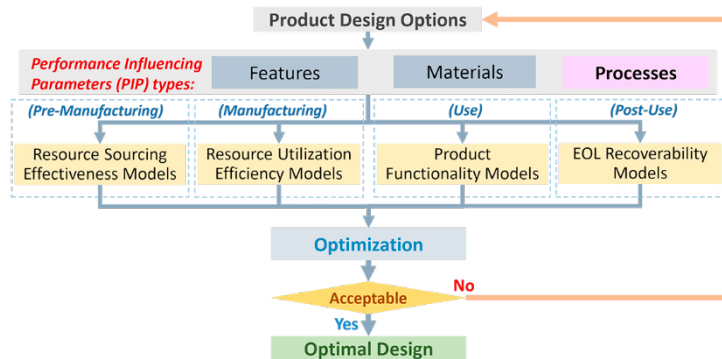 Product Design Options
Performance Influencing
Parameters (PIP) types:
Features
Materials
Processes
(Pre-Manufacturing)
(Manufacturing)
(Use)
(Post-Use)
Resource Sourcing
Effectiveness Models
Resource Utilization
Efficiency Models
Product
Functionality Models
EOL Recoverability
Models
Optimization
Acceptable
No
Yes
Optimal Design